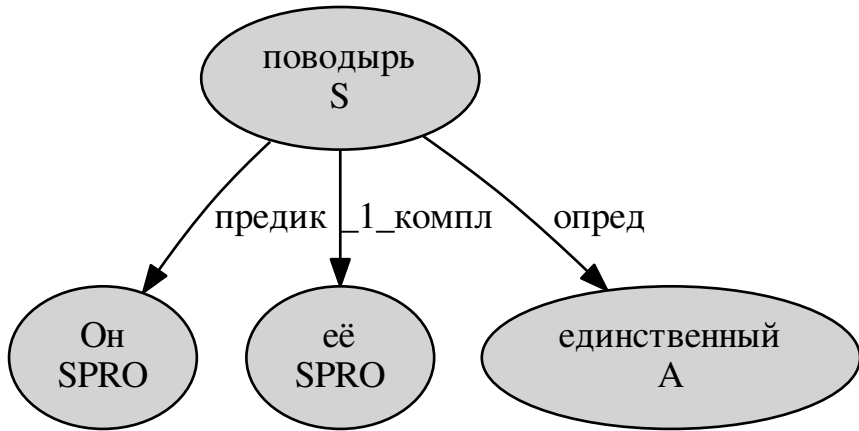 поводырь
S
предик
_1_компл
опред
Он
SPRO
её
SPRO
единственный
A